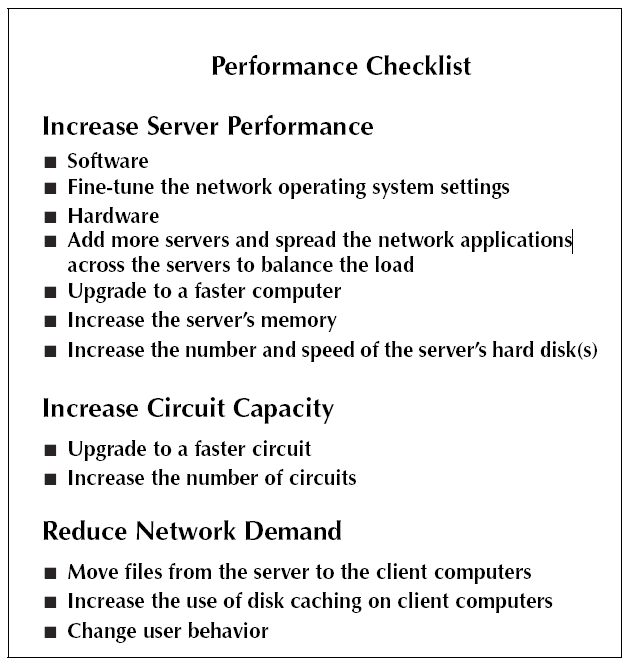 Performance Checklist
Increase Server Performance
■ Software
■ Fine-tune the network operating system settings
■ Hardware
■ Add more servers and spread the network applications
across the servers to balance the load
■ Upgrade to a faster computer
■ Increase the server’s memory
■ Increase the number and speed of the server’s hard disk(s)
Increase Circuit Capacity
■ Upgrade to a faster circuit
■ Increase the number of circuits
Reduce Network Demand
■ Move files from the server to the client computers
■ Increase the use of disk caching on client computers
■ Change user behavior